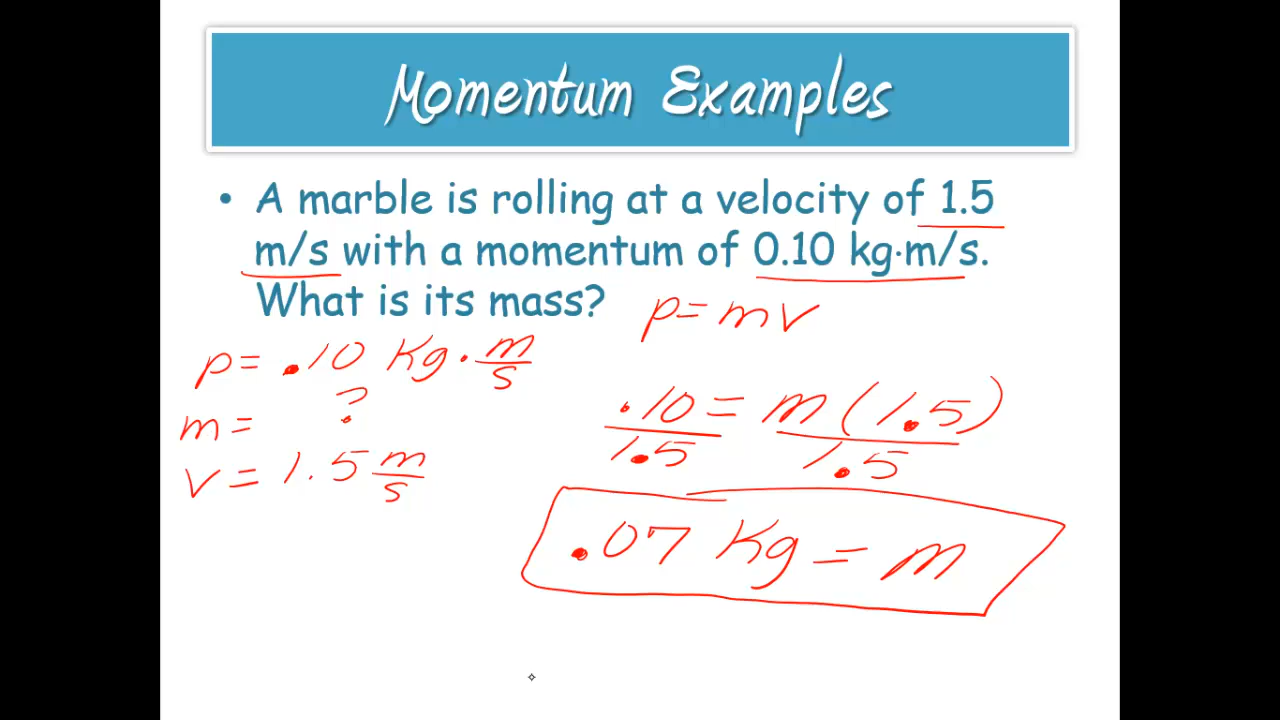 Momentum Examples
• A marble is rolling at a velocity of 1.5
m/s with a momentum of 0.10 kg·m/s.
What is its mass?
p = mv
p = .10 Kg · m/s
m = ?
v = 1.5 m/s
.10 = m (1.5)
1.5 1.5
.07 Kg = m